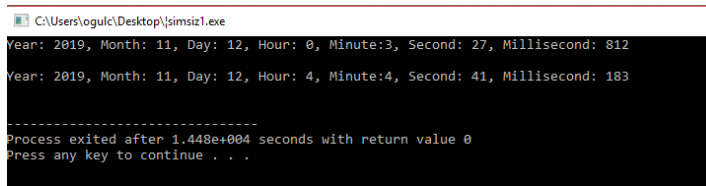 C:\Users\ogulc\Desktop\¦simsiz1.exe
Year: 2019, Month: 11, Day: 12, Hour: 0, Minute:3, Second: 27, Millisecond: 812
Year: 2019, Month: 11, Day: 12, Hour: 4, Minute:4, Second: 41, Millisecond: 183
--------------------------------
Process exited after 1.448e+004 seconds with return value 0
Press any key to continue . . .